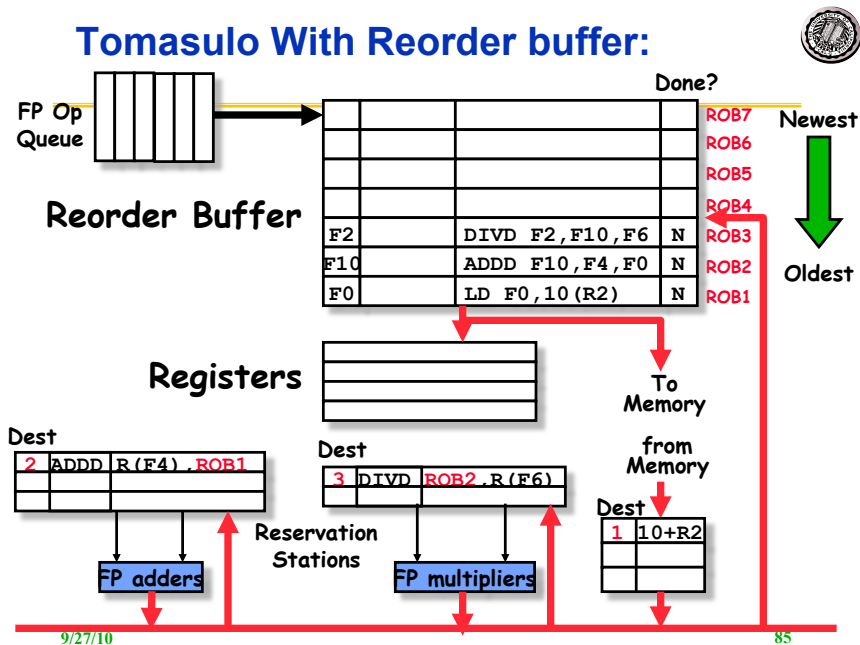 Tomasulo With Reorder buffer:
Done?
FP Op
Queue
ROB7
Newest
ROB6
ROB5
ROB4
Reorder Buffer
F2 DIVD F2,F10,F6 N ROB3
F10 ADDD F10,F4,F0 N ROB2
Oldest
F0 LD F0,10(R2) N ROB1
Registers
To
Memory
from
Memory
Dest
2 ADDD R(F4),ROB1
Dest
3 DIVD ROB2,R(F6)
Dest
1 10+R2
Reservation
Stations
FP adders
FP multipliers
9/27/10
85